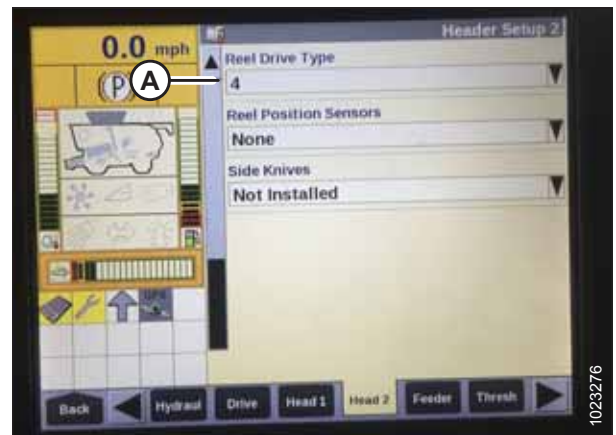 0.0 mph
Header Setup 2
(P)
A
Reel Drive Type
4
Reel Position Sensors
None
Side Knives
Not Installed
Back
Hydraul
Drive
Head 1
Head 2
Feeder
Thresh
1023276